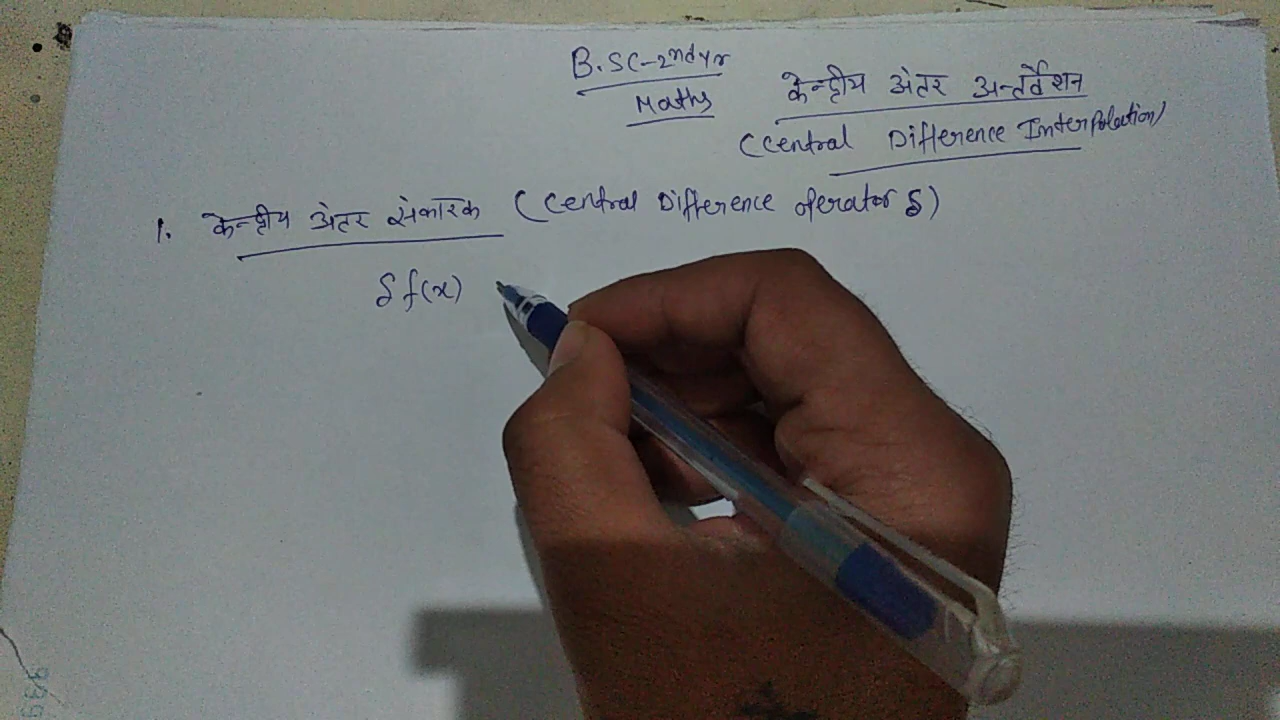 B.SC-2nd yr
Maths
केन्द्रीय अंतर अन्तर्वेशन
(Central Difference Interpolation)
1. केन्द्रीय अंतर संकारक (Central Difference operator δ)
δ f(x)